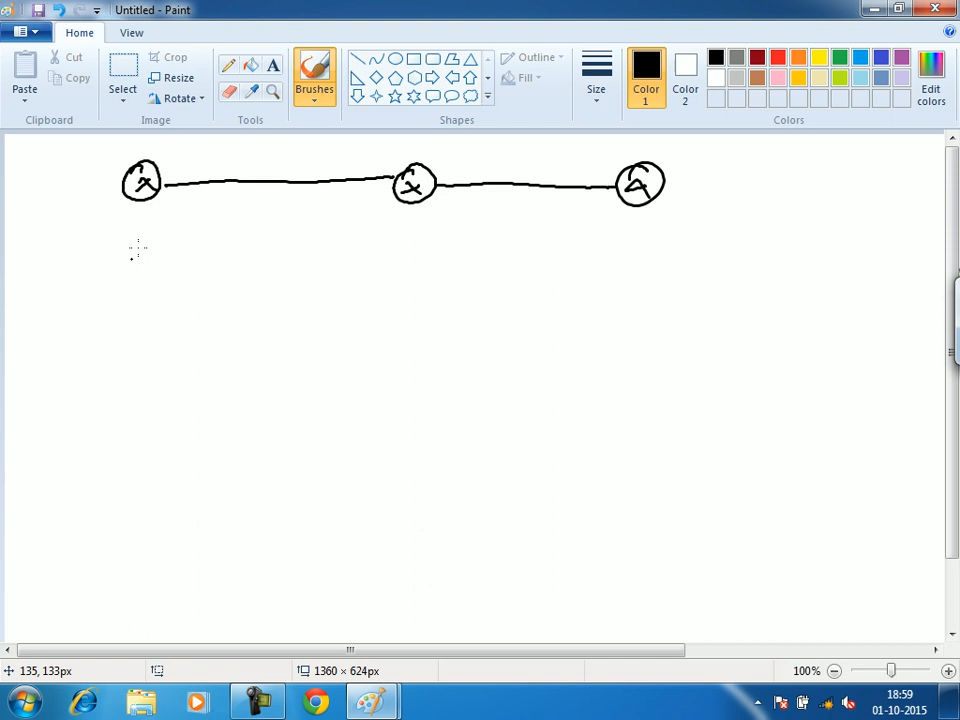 Untitled - Paint
Home View
Cut
Copy
Paste
Clipboard
Crop
Resize
Rotate
Select
Image
A
Tools
Brushes
Outline
Fill
Shapes
Size
Color 1
Color 2
Edit colors
Colors
135, 133px
1360 × 624px
100%
18:59
01-10-2015